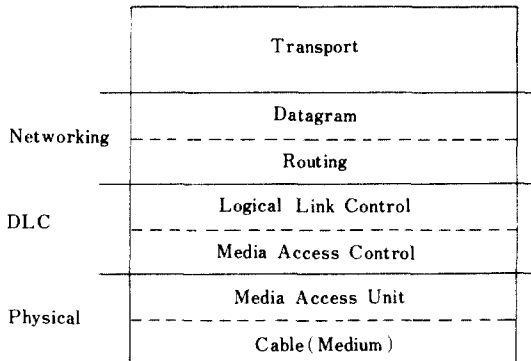 Transport
Datagram
Networking
Routing
Logical Link Control
DLC
Media Access Control
Media Access Unit
Physical
Cable(Medium)